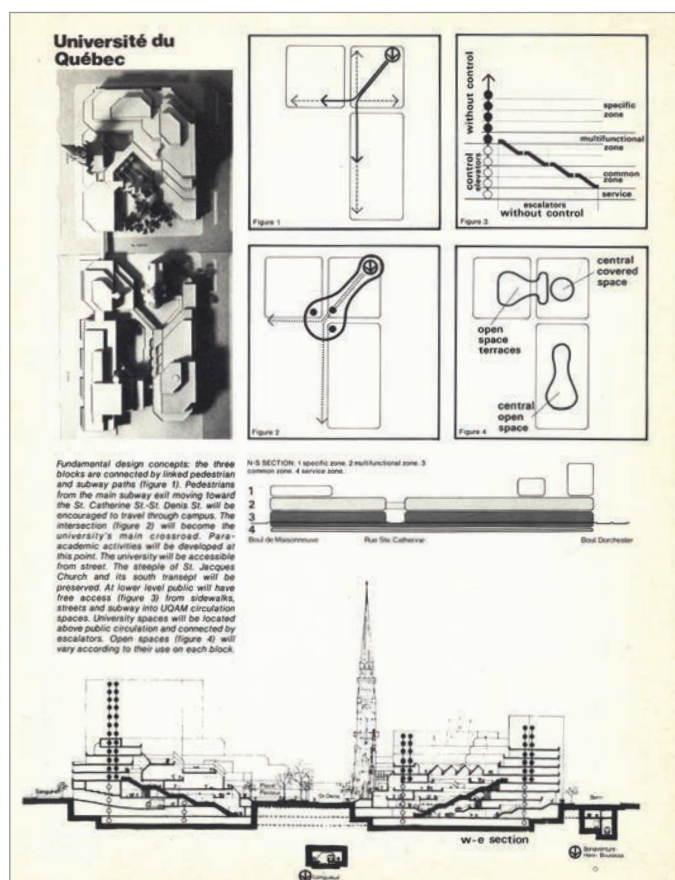 Université du
Québec
Figure 1
without control
control
elevators
specific
zone
multifunctional
zone
common
zone
service
escalators
without control
Figure 3
Figure 2
central
covered
space
open
space
terraces
central
open
space
Figure 4
Fundamental design concepts: the three
blocks are connected by linked pedestrian
and subway paths (figure 1). Pedestrians
from the main subway exit moving toward
the St. Catherine St.-St. Denis St. will be
encouraged to travel through campus. The
intersection (figure 2) will become the
university's main crossroad. Para-
academic activities will be developed at
this point. The university will be accessible
from street. The steeple of St. Jacques
Church and its south transept will be
preserved. At lower level public will have
free access (figure 3) from sidewalks,
streets and subway into UQAM circulation
spaces. University spaces will be located
above public circulation and connected by
escalators. Open spaces (figure 4) will
vary according to their use on each block.
N-S SECTION: 1 specific zone. 2 multifunctional zone. 3
common zone. 4 service zone.
1
2
3
4
Boul de Maisonneuve
Rue Ste Catherine
Boul Dorchester
Sanguinet
Place
Pasteur
St-Denis
Berri
w-e section
Longueuil
Bonaventure-
Henri-Bourassa